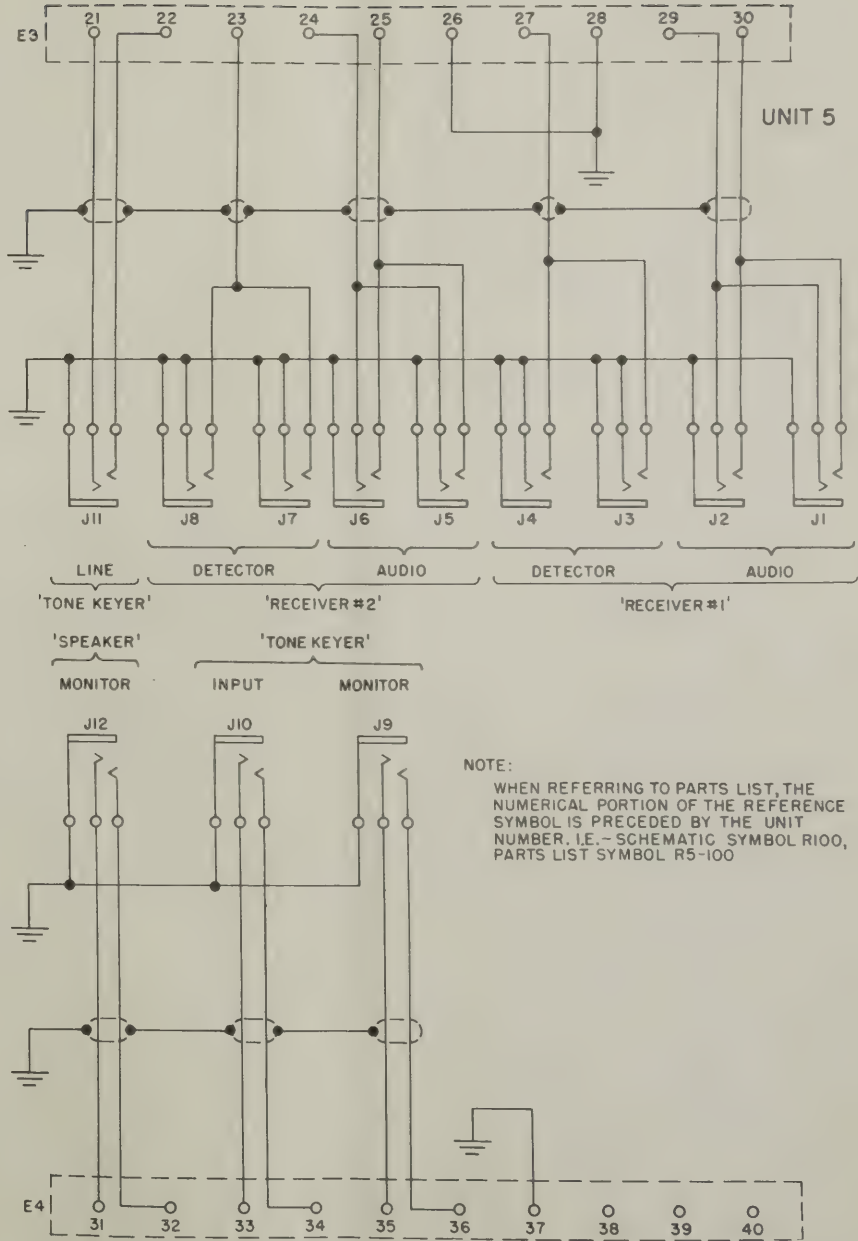 21 22 23 24 25 26 27 28 29 30
E3
UNIT 5
J11 J8 J7 J6 J5 J4 J3 J2 J1
LINE DETECTOR AUDIO DETECTOR AUDIO
'TONE KEYER' 'RECEIVER #2' 'RECEIVER #1'
'SPEAKER' 'TONE KEYER'
MONITOR INPUT MONITOR
J12 J10 J9
NOTE:
WHEN REFERRING TO PARTS LIST, THE
NUMERICAL PORTION OF THE REFERENCE
SYMBOL IS PRECEDED BY THE UNIT
NUMBER. I.E.-SCHEMATIC SYMBOL R100,
PARTS LIST SYMBOL R5-100
E4
31 32 33 34 35 36 37 38 39 40